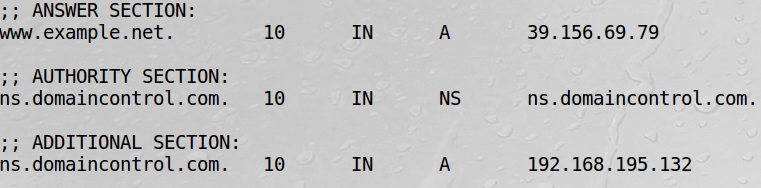 ;; ANSWER SECTION:
www.example.net. 10 IN A 39.156.69.79
;; AUTHORITY SECTION:
ns.domaincontrol.com. 10 IN NS ns.domaincontrol.com.
;; ADDITIONAL SECTION:
ns.domaincontrol.com. 10 IN A 192.168.195.132